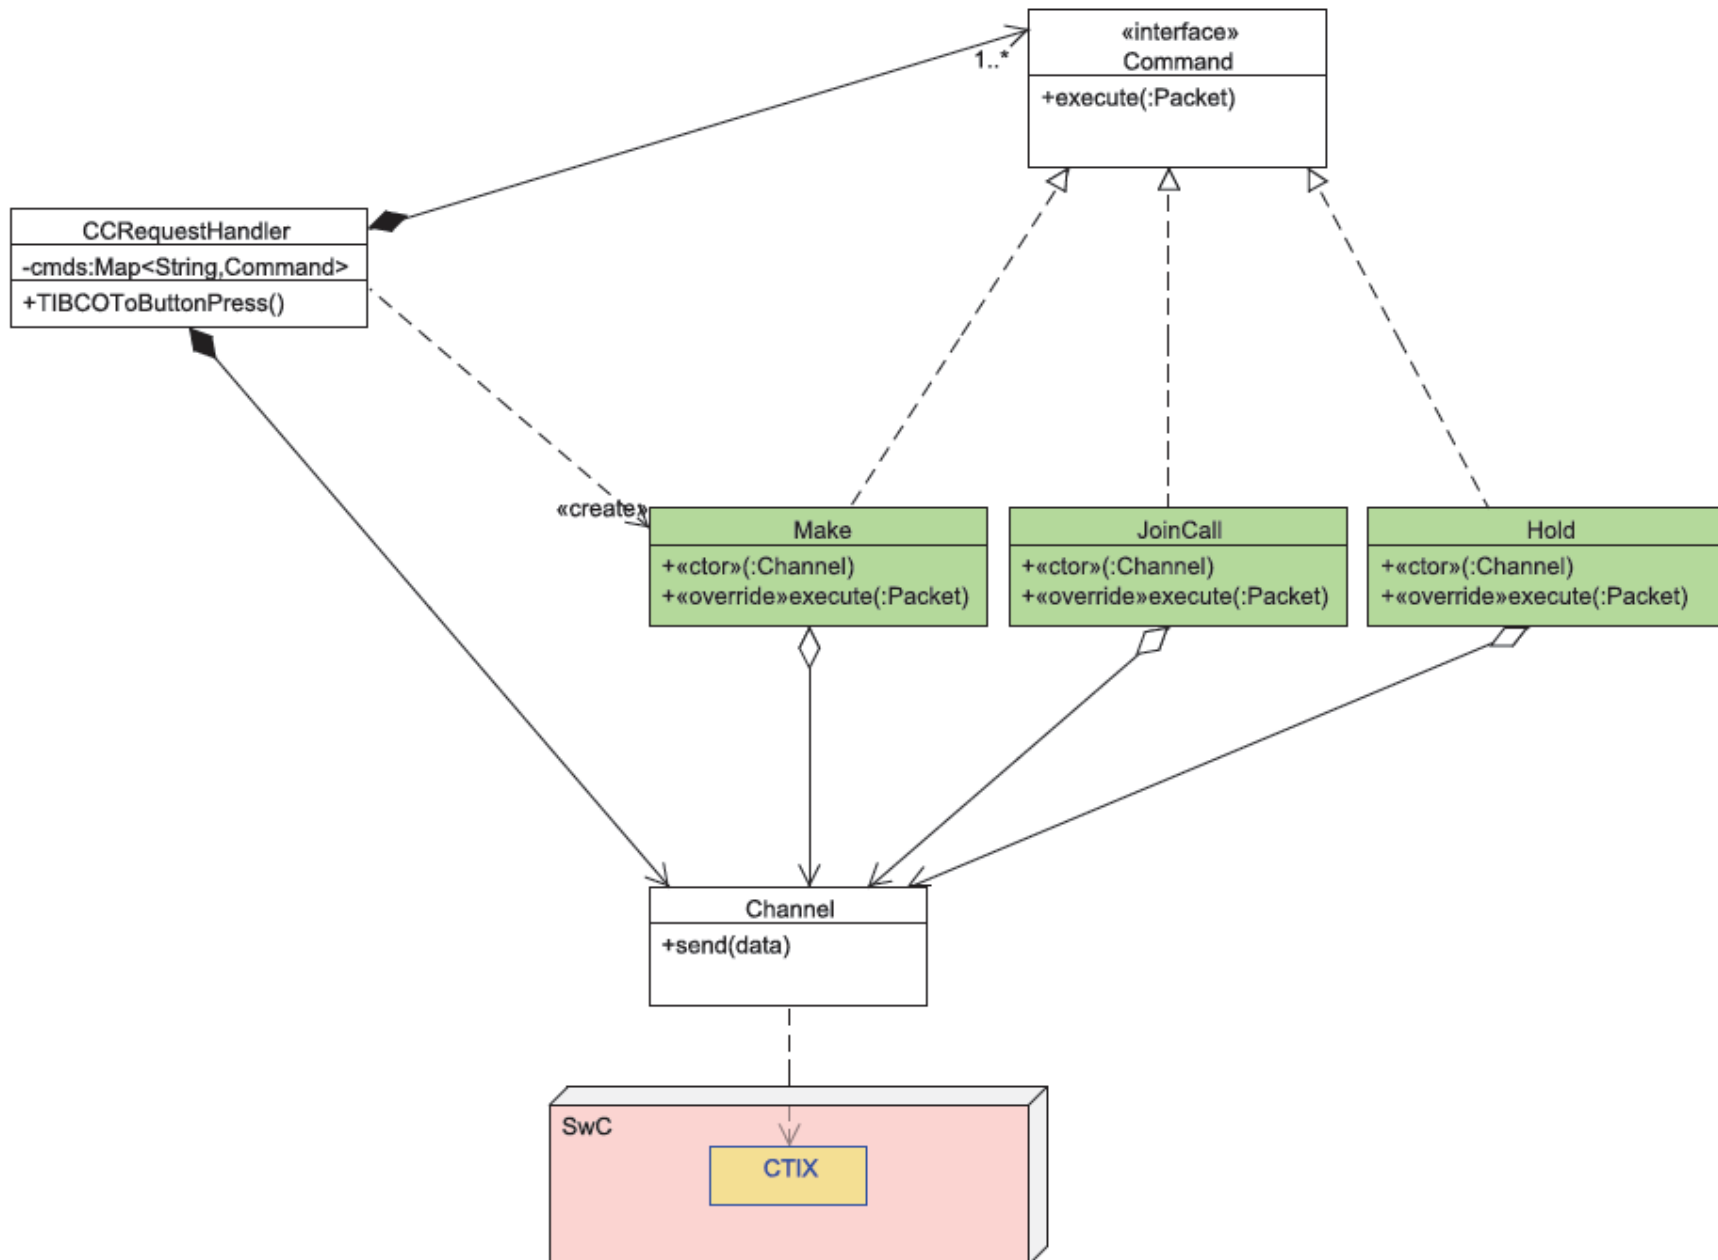 «interface»
Command
1..*
+execute(:Packet)
CCRequestHandler
-cmds:Map<String,Command>
+TIBCOToButtonPress()
«create»
Make
+«ctor»(:Channel)
+«override»execute(:Packet)
JoinCall
+«ctor»(:Channel)
+«override»execute(:Packet)
Hold
+«ctor»(:Channel)
+«override»execute(:Packet)
Channel
+send(data)
SwC
CTIX